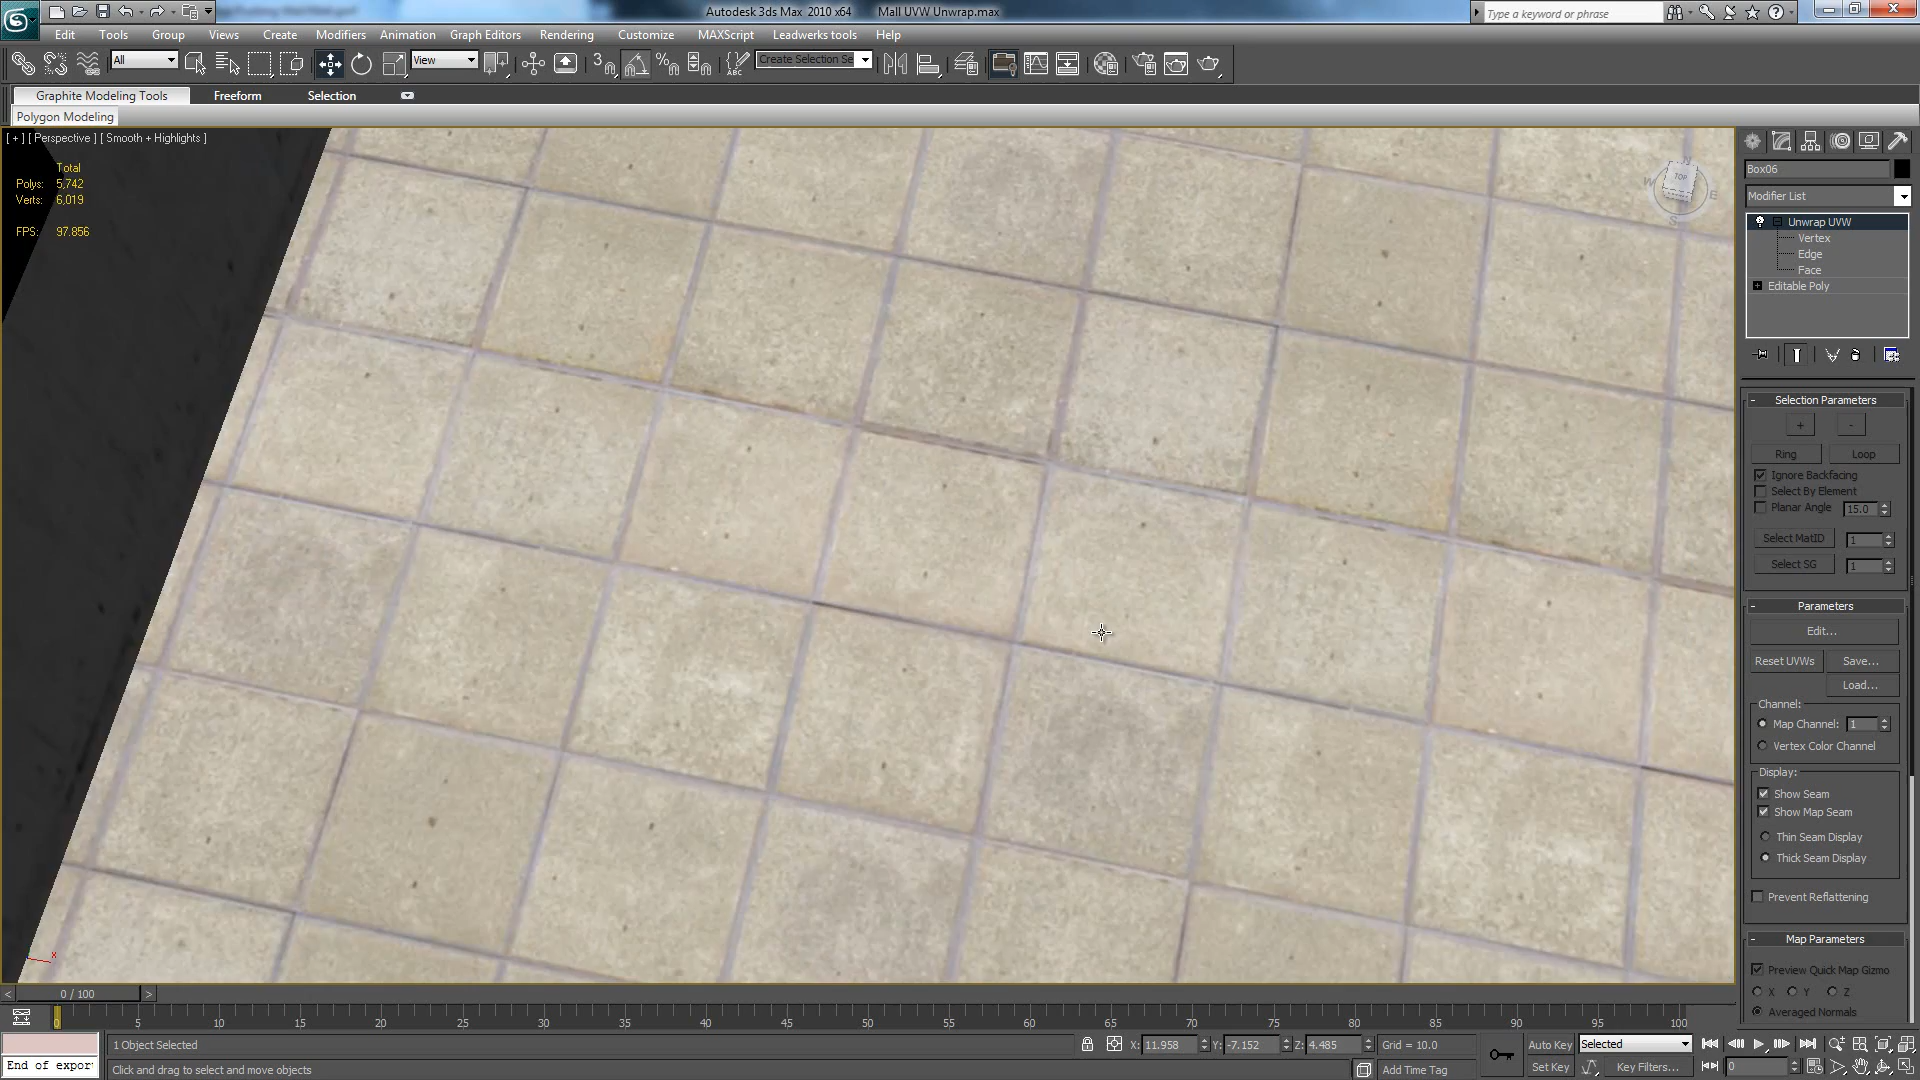 Autodesk 3ds Max  2010 x64    Mall UVW Unwrap.max
Type a keyword or phrase
Edit Tools Group Views Create Modifiers Animation Graph Editors Rendering Customize MAXScript Leadwerks tools Help
All View Create Selection Se
Graphite Modeling Tools Freeform Selection
Polygon Modeling
[ + ] [ Perspective ] [ Smooth + Highlights ]
Total
Polys: 5,742
Verts: 6,019
FPS: 97.856
TOP
N
W E
S
Box06
Modifier List
Unwrap UVW
Vertex
Edge
Face
Editable Poly
- Selection Parameters
+ -
Ring Loop
Ignore Backfacing
Select By Element
Planar Angle 15.0
Select MatID 1
Select SG 1
- Parameters
Edit...
Reset UVWs Save...
Load...
Channel:
Map Channel: 1
Vertex Color Channel
Display:
Show Seam
Show Map Seam
Thin Seam Display
Thick Seam Display
Prevent Reflattening
- Map Parameters
Preview Quick Map Gizmo
X Y Z
Averaged Normals
x
< 0 / 100 >
0 5 10 15 20 25 30 35 40 45 50 55 60 65 70 75 80 85 90 95 100
1 Object Selected X: 11.958 Y: -7.152 Z: 4.485 Grid = 10.0 Auto Key Selected
End of expor Click and drag to select and move objects Add Time Tag Set Key Key Filters... 0